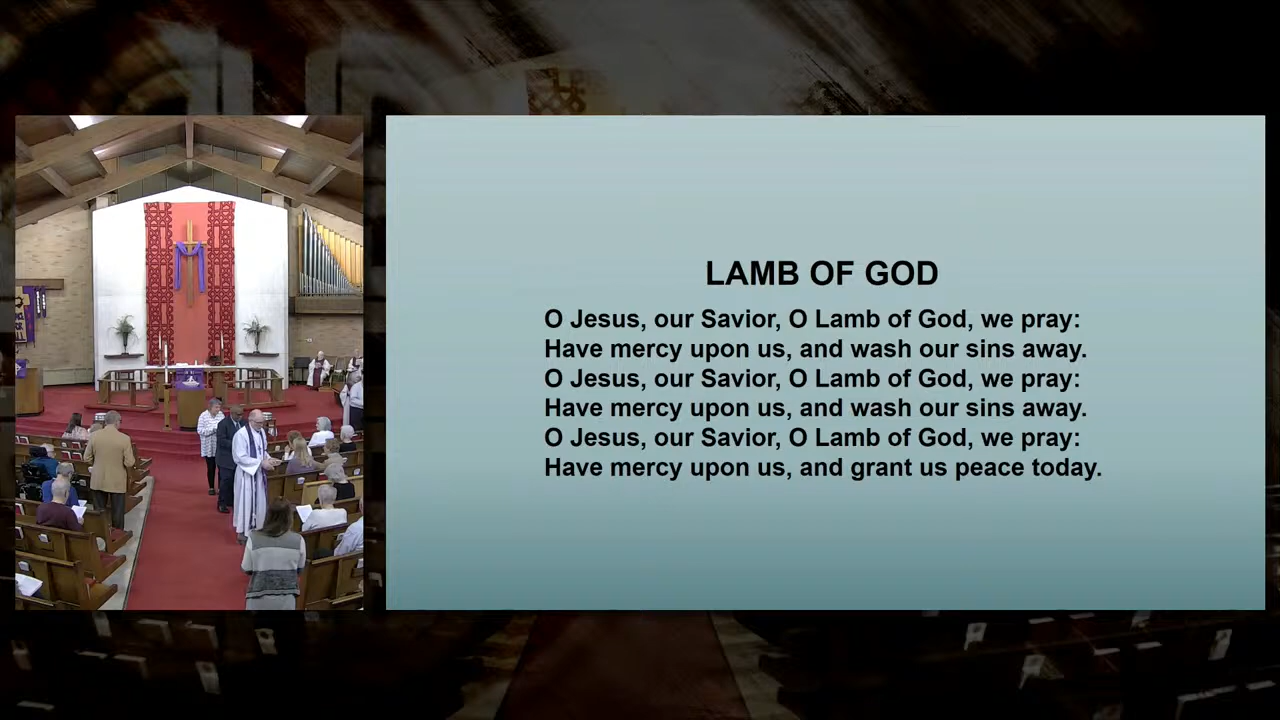 LAMB OF GOD
O Jesus, our Savior, O Lamb of God, we pray:
Have mercy upon us, and wash our sins away.
O Jesus, our Savior, O Lamb of God, we pray:
Have mercy upon us, and wash our sins away.
O Jesus, our Savior, O Lamb of God, we pray:
Have mercy upon us, and grant us peace today.